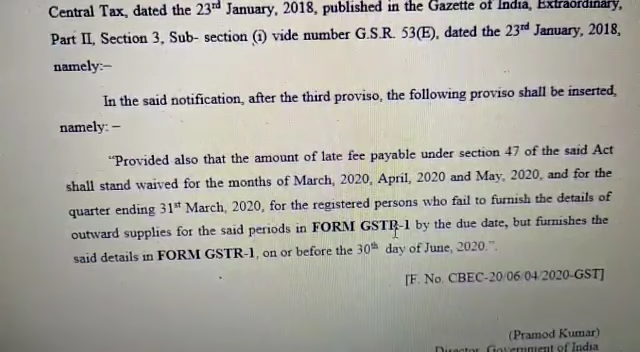 Central Tax, dated the 23rd January, 2018, published in the Gazette of India, Extraordinary,
Part II, Section 3, Sub- section (i) vide number G.S.R. 53(E), dated the 23rd January, 2018,
namely:–
In the said notification, after the third proviso, the following proviso shall be inserted,
namely: –
“Provided also that the amount of late fee payable under section 47 of the said Act
shall stand waived for the months of March, 2020, April, 2020 and May, 2020, and for the
quarter ending 31st March, 2020, for the registered persons who fail to furnish the details of
outward supplies for the said periods in FORM GSTR-1 by the due date, but furnishes the
said details in FORM GSTR-1, on or before the 30th day of June, 2020.”.
[F. No. CBEC-20/06/04/2020-GST]
(Pramod Kumar)
Director, Government of India